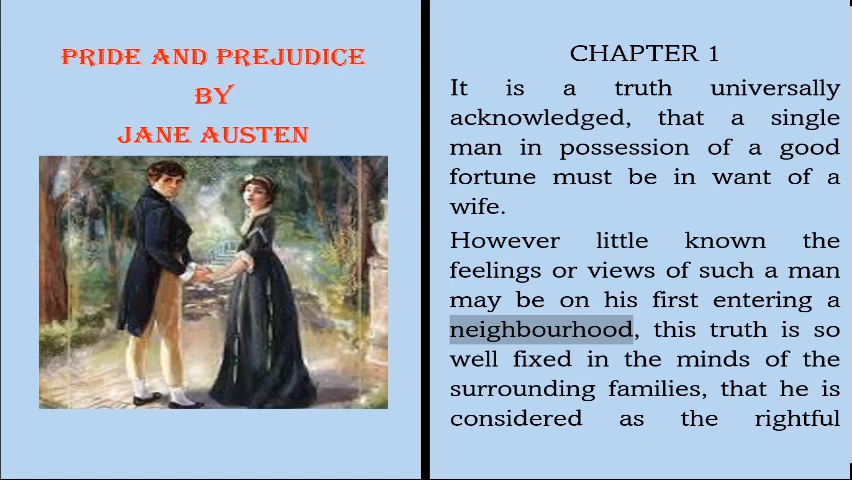 PRIDE AND PREJUDICE
BY
JANE AUSTEN
CHAPTER 1
It is a truth universally
acknowledged, that a single
man in possession of a good
fortune must be in want of a
wife.
However little known the
feelings or views of such a man
may be on his first entering a
neighbourhood, this truth is so
well fixed in the minds of the
surrounding families, that he is
considered as the rightful